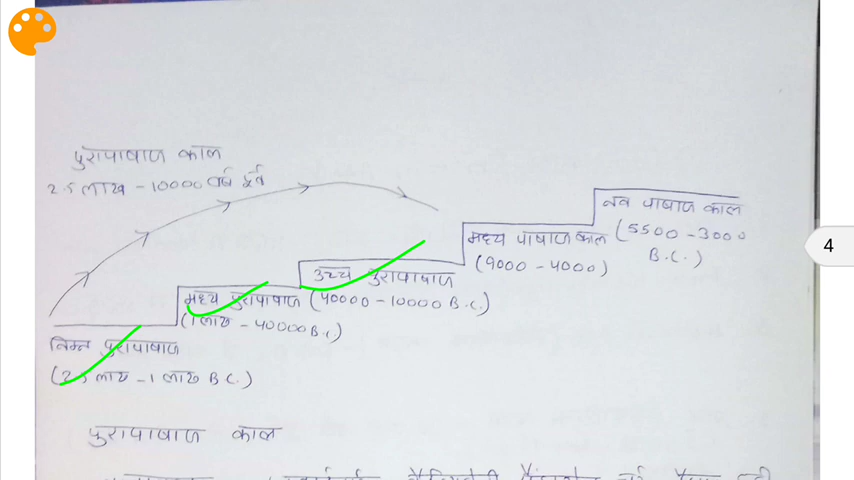 पुरापाषाण काल
2.5 लाख - 10000 वर्ष पूर्व
नव पाषाण काल
(5500 - 3000 B.C.)
मध्य पाषाण काल
(9000 - 4000)
उच्च पुरापाषाण
(40000 - 10000 B.C.)
मध्य पुरापाषाण
(1 लाख - 40000 B.C)
निम्न पुरापाषाण
(2.5 लाख - 1 लाख B.C.)
पुरापाषाण काल
4